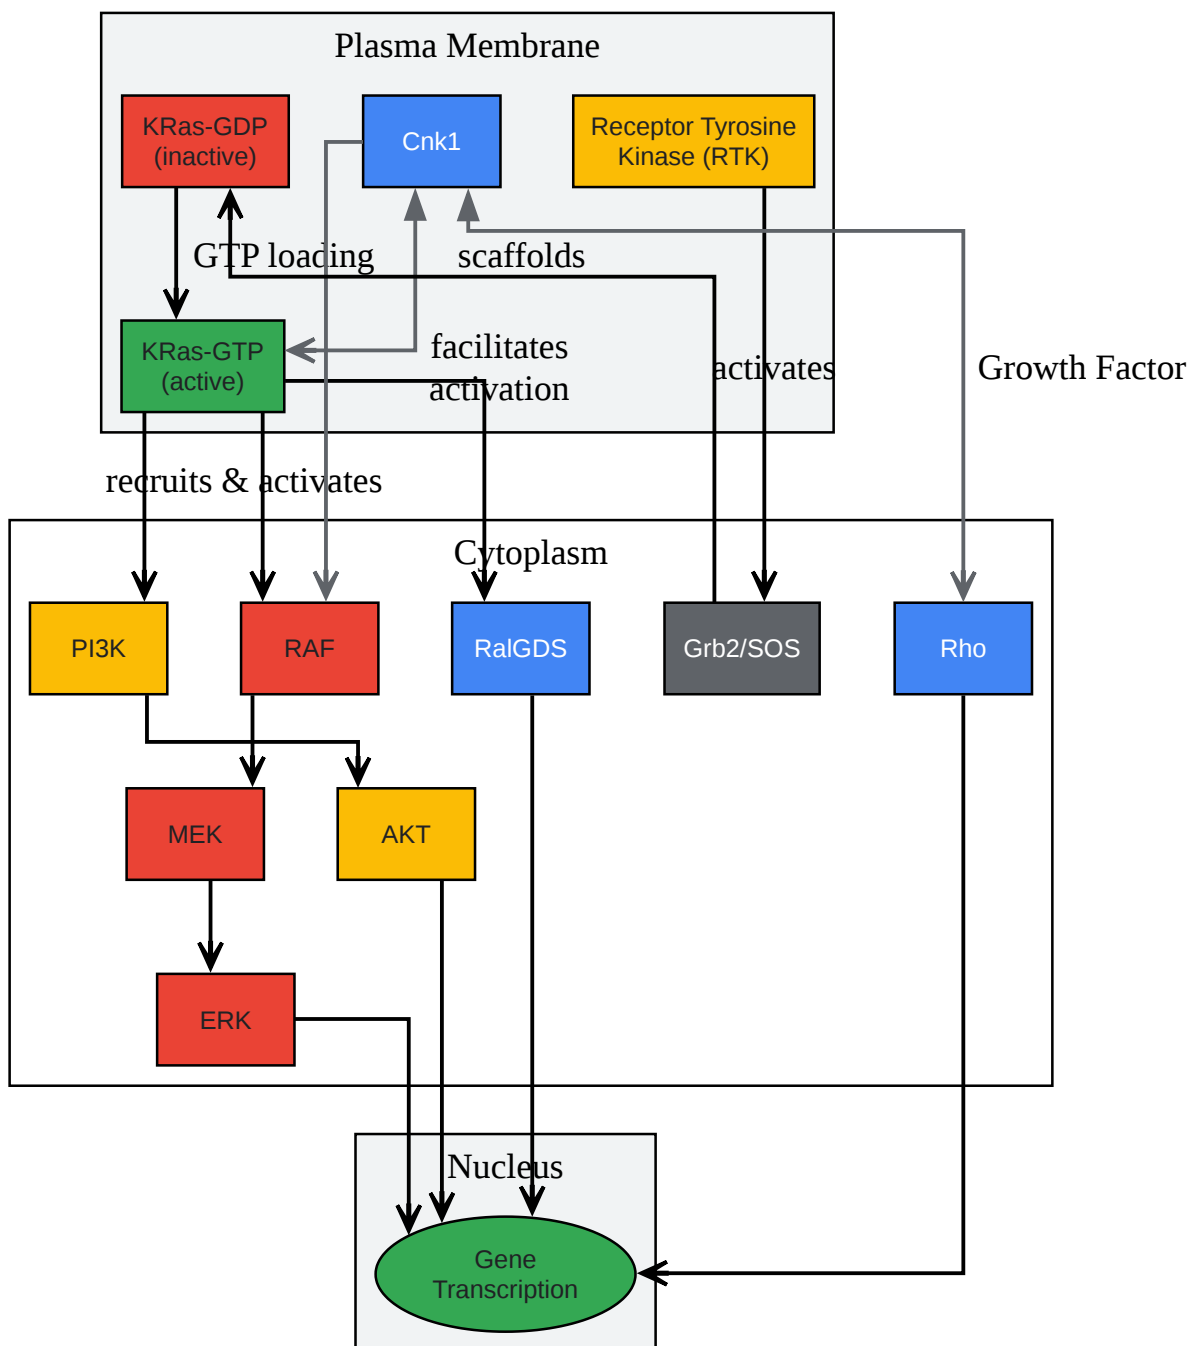 Plasma Membrane
KRas-GDP
(inactive)
Cnk1
Receptor Tyrosine
Kinase (RTK)
GTP loading
scaffolds
KRas-GTP
(active)
facilitates
activation
activates
Growth Factor
recruits & activates
Cytoplasm
PI3K
RAF
RalGDS
Grb2/SOS
Rho
MEK
AKT
ERK
Nucleus
Gene
Transcription